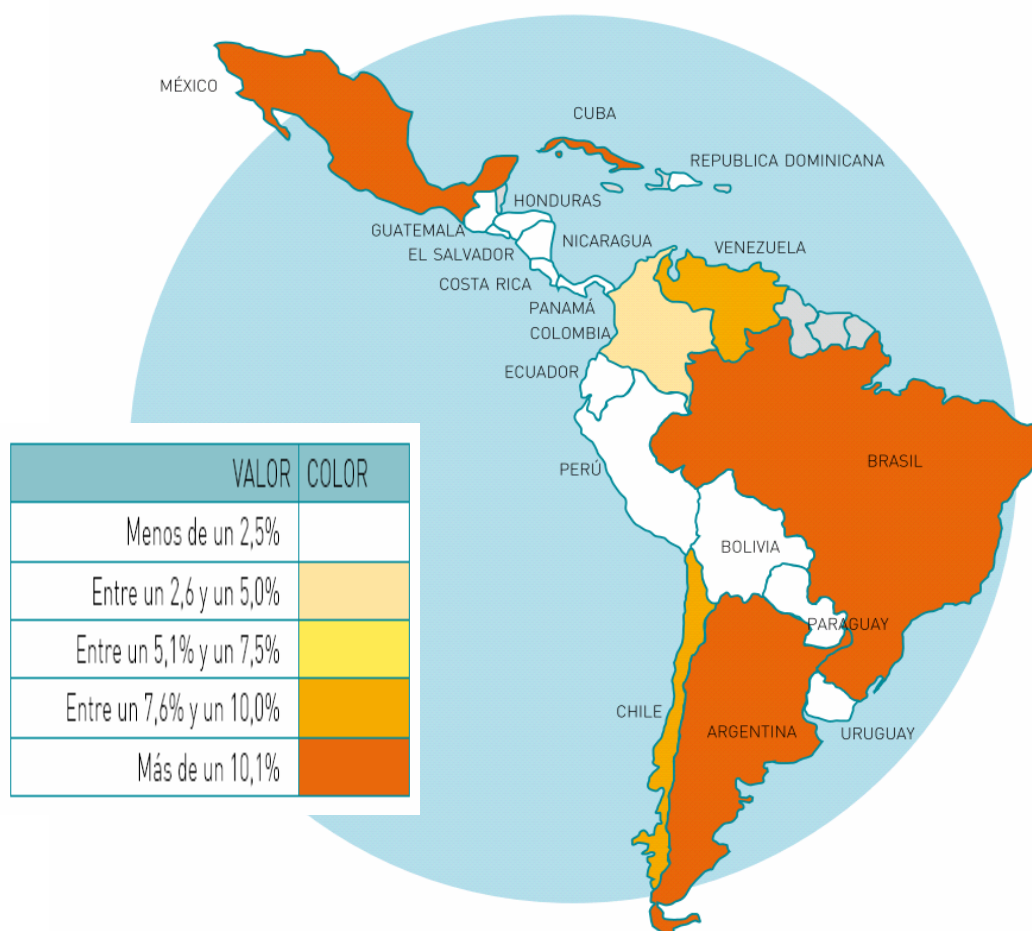 MÉXICO
CUBA
REPUBLICA DOMINICANA
HONDURAS
GUATEMALA
NICARAGUA
VENEZUELA
EL SALVADOR
COSTA RICA
PANAMÁ
COLOMBIA
ECUADOR
PERÚ
BRASIL
VALOR COLOR
Menos de un 2,5%
Entre un 2,6 y un 5,0%
Entre un 5,1% y un 7,5%
Entre un 7,6% y un 10,0%
Más de un 10,1%
BOLIVIA
PARAGUAY
CHILE
ARGENTINA
URUGUAY